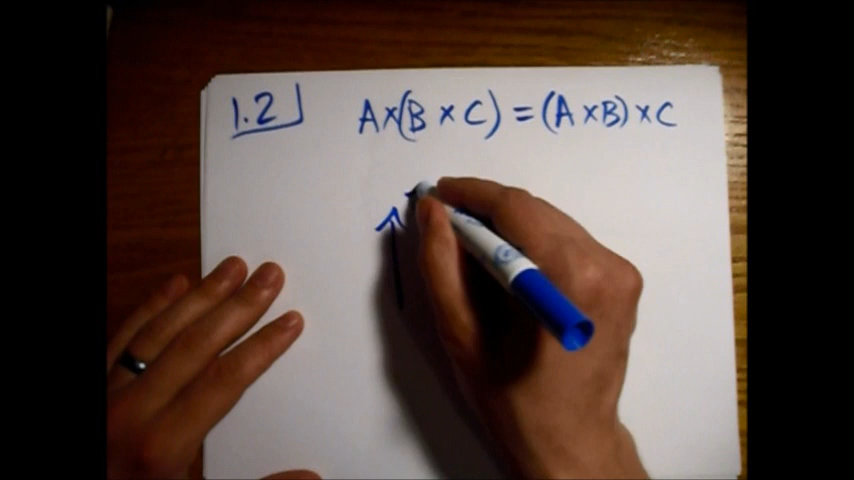 1.2 A×(B × C) = (A × B) × C